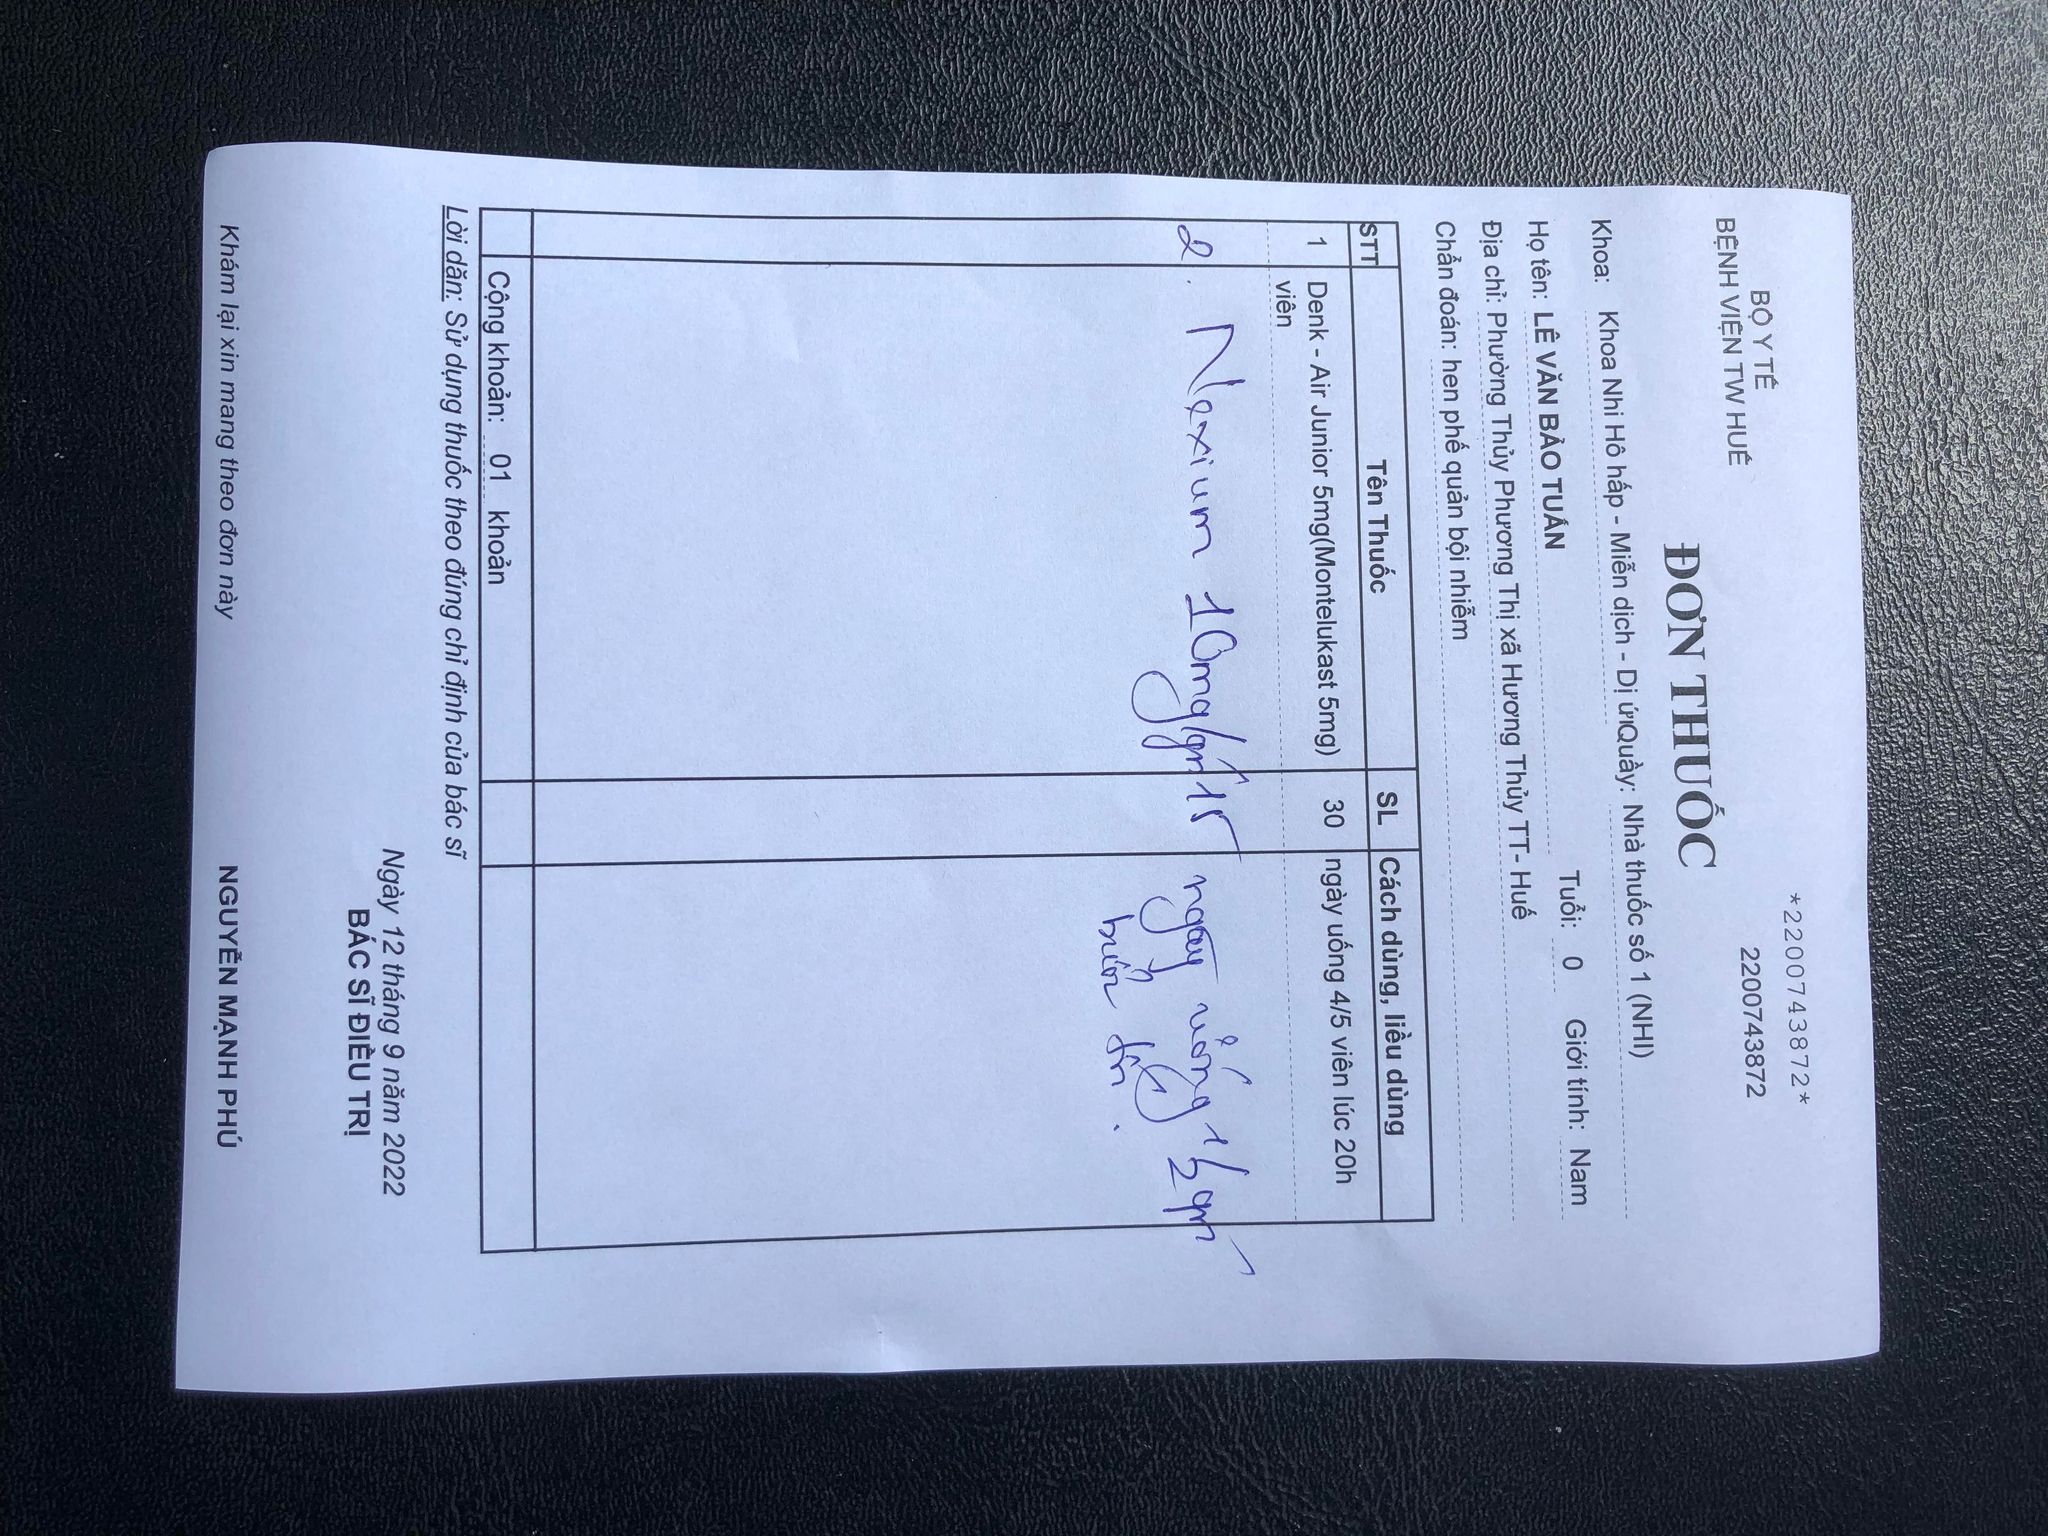 BỘ Y TẾ
BỆNH VIỆN TW HUẾ
*2200743872*
2200743872
ĐƠN THUỐC
Khoa: Khoa Nhi Hô hấp - Miễn dịch - Dị ứ Quầy: Nhà thuốc số 1 (NHI)
Họ tên: LÊ VĂN BẢO TUẤN Tuổi: 0 Giới tính: Nam
Địa chỉ: Phường Thủy Phương Thị xã Hương Thủy TT- Huế
Chẩn đoán: hen phế quản bội nhiễm
STT Tên Thuốc SL Cách dùng, liều dùng
1 Denk - Air Junior 5mg(Montelukast 5mg) 30 ngày uống 4/5 viên lúc 20h
viên
2. Nexium 10mg/gói 15 ngày uống 1/2 gói
trước ăn.
Cộng khoản: 01 khoản
Lời dăn: Sử dụng thuốc theo đúng chỉ định của bác sĩ
Ngày 12 tháng 9 năm 2022
BÁC SĨ ĐIỀU TRỊ
Khám lại xin mang theo đơn này
NGUYỄN MẠNH PHÚ